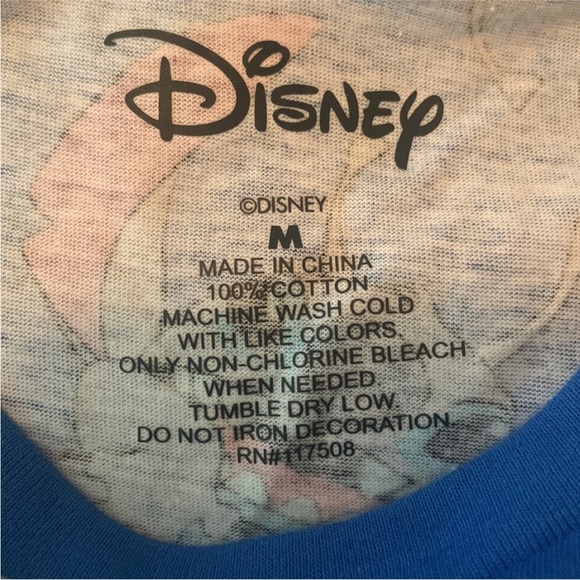 Disney
©DISNEY
M
MADE IN CHINA
100% COTTON
MACHINE WASH COLD
WITH LIKE COLORS.
ONLY NON-CHLORINE BLEACH
WHEN NEEDED.
TUMBLE DRY LOW.
DO NOT IRON DECORATION.
RN#117508